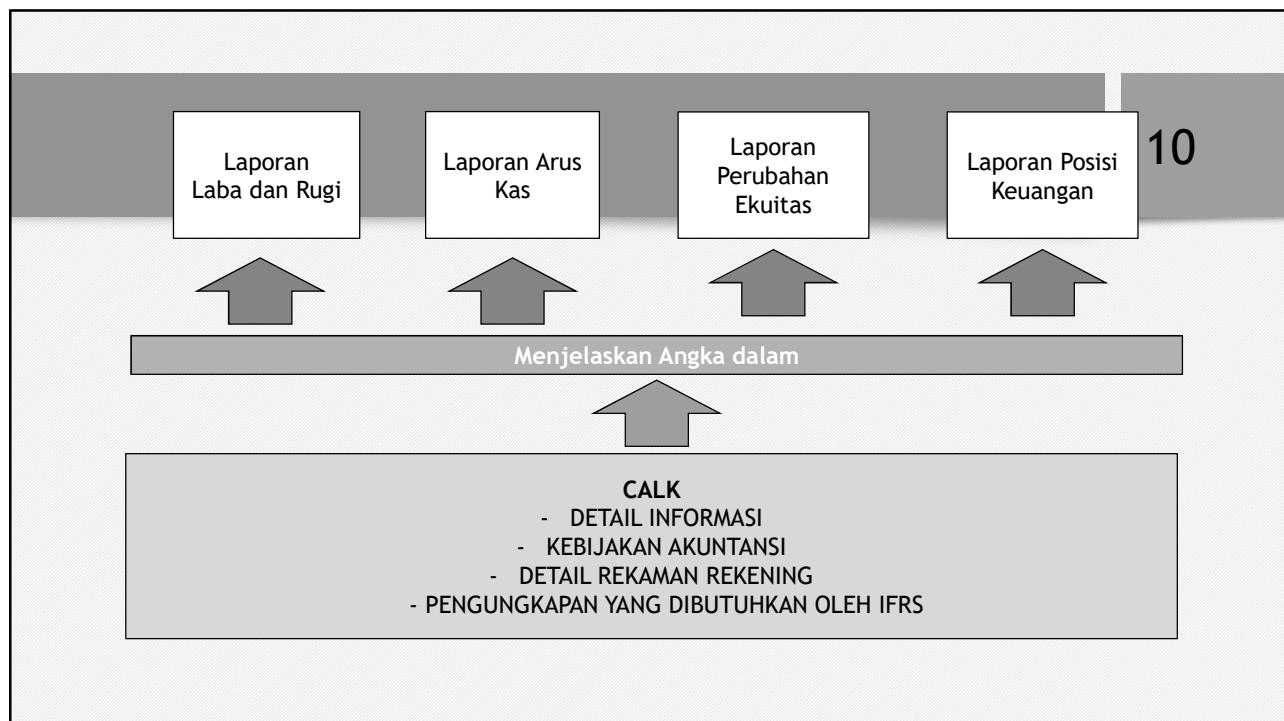 10
Laporan
Laba dan Rugi
Laporan Arus
Kas
Laporan
Perubahan
Ekuitas
Laporan Posisi
Keuangan
Menjelaskan Angka dalam
CALK
- DETAIL INFORMASI
- KEBIJAKAN AKUNTANSI
- DETAIL REKAMAN REKENING
- PENGUNGKAPAN YANG DIBUTUHKAN OLEH IFRS